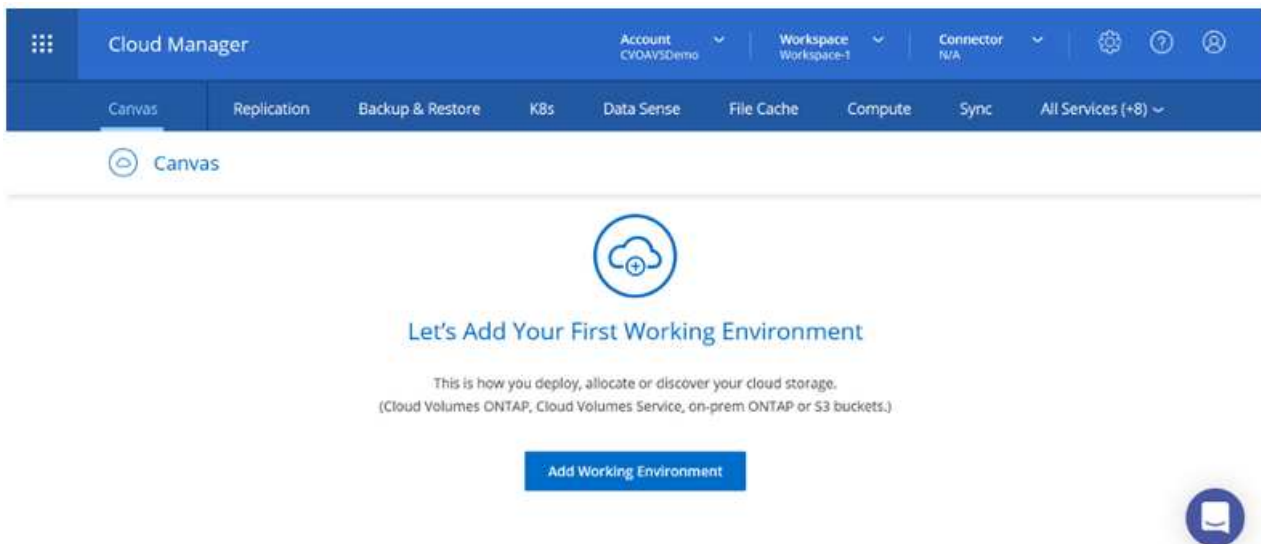 Cloud Manager
Account
CVOAVSDemo
Workspace
Workspace-1
Connector
N/A
Canvas Replication Backup & Restore K8s Data Sense File Cache Compute Sync All Services (+8)
Canvas
Let's Add Your First Working Environment
This is how you deploy, allocate or discover your cloud storage.
(Cloud Volumes ONTAP, Cloud Volumes Service, on-prem ONTAP or S3 buckets.)
Add Working Environment